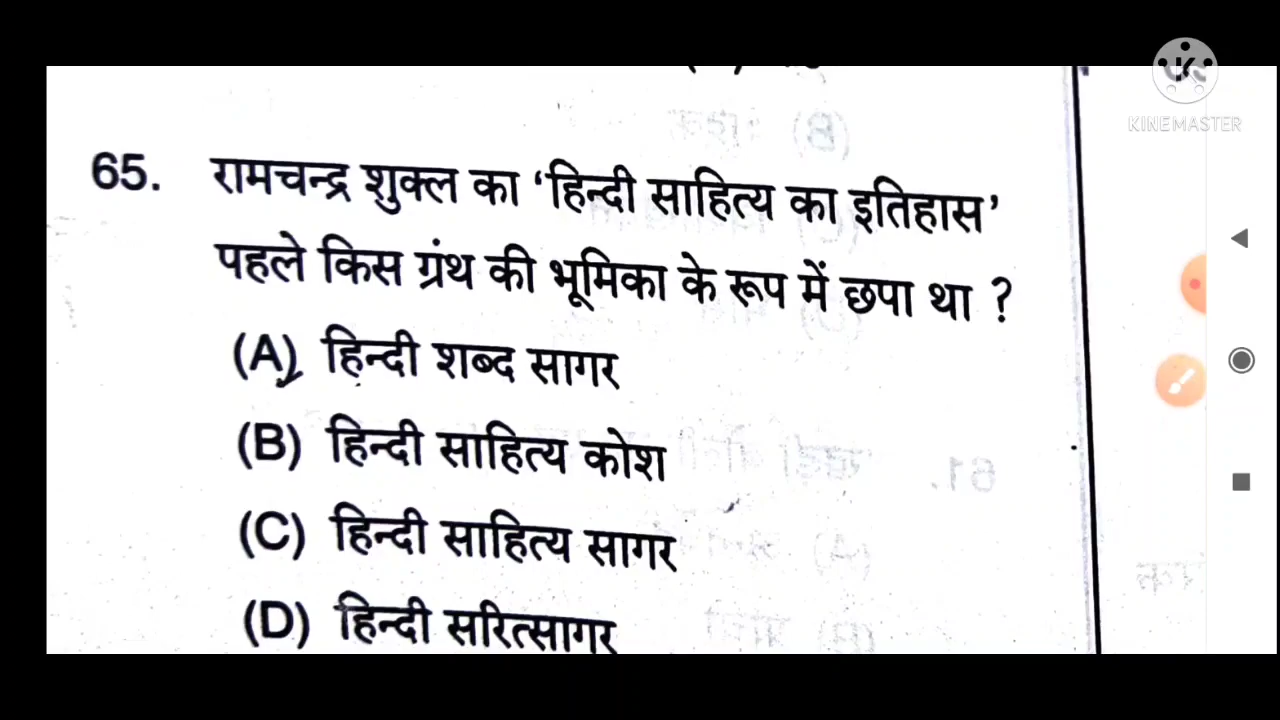 KINEMASTER
65. रामचन्द्र शुक्ल का ‘हिन्दी साहित्य का इतिहास’
पहले किस ग्रंथ की भूमिका के रूप में छपा था ?
(A) हिन्दी शब्द सागर
(B) हिन्दी साहित्य कोश
(C) हिन्दी साहित्य सागर
(D) हिन्दी सरित्सागर